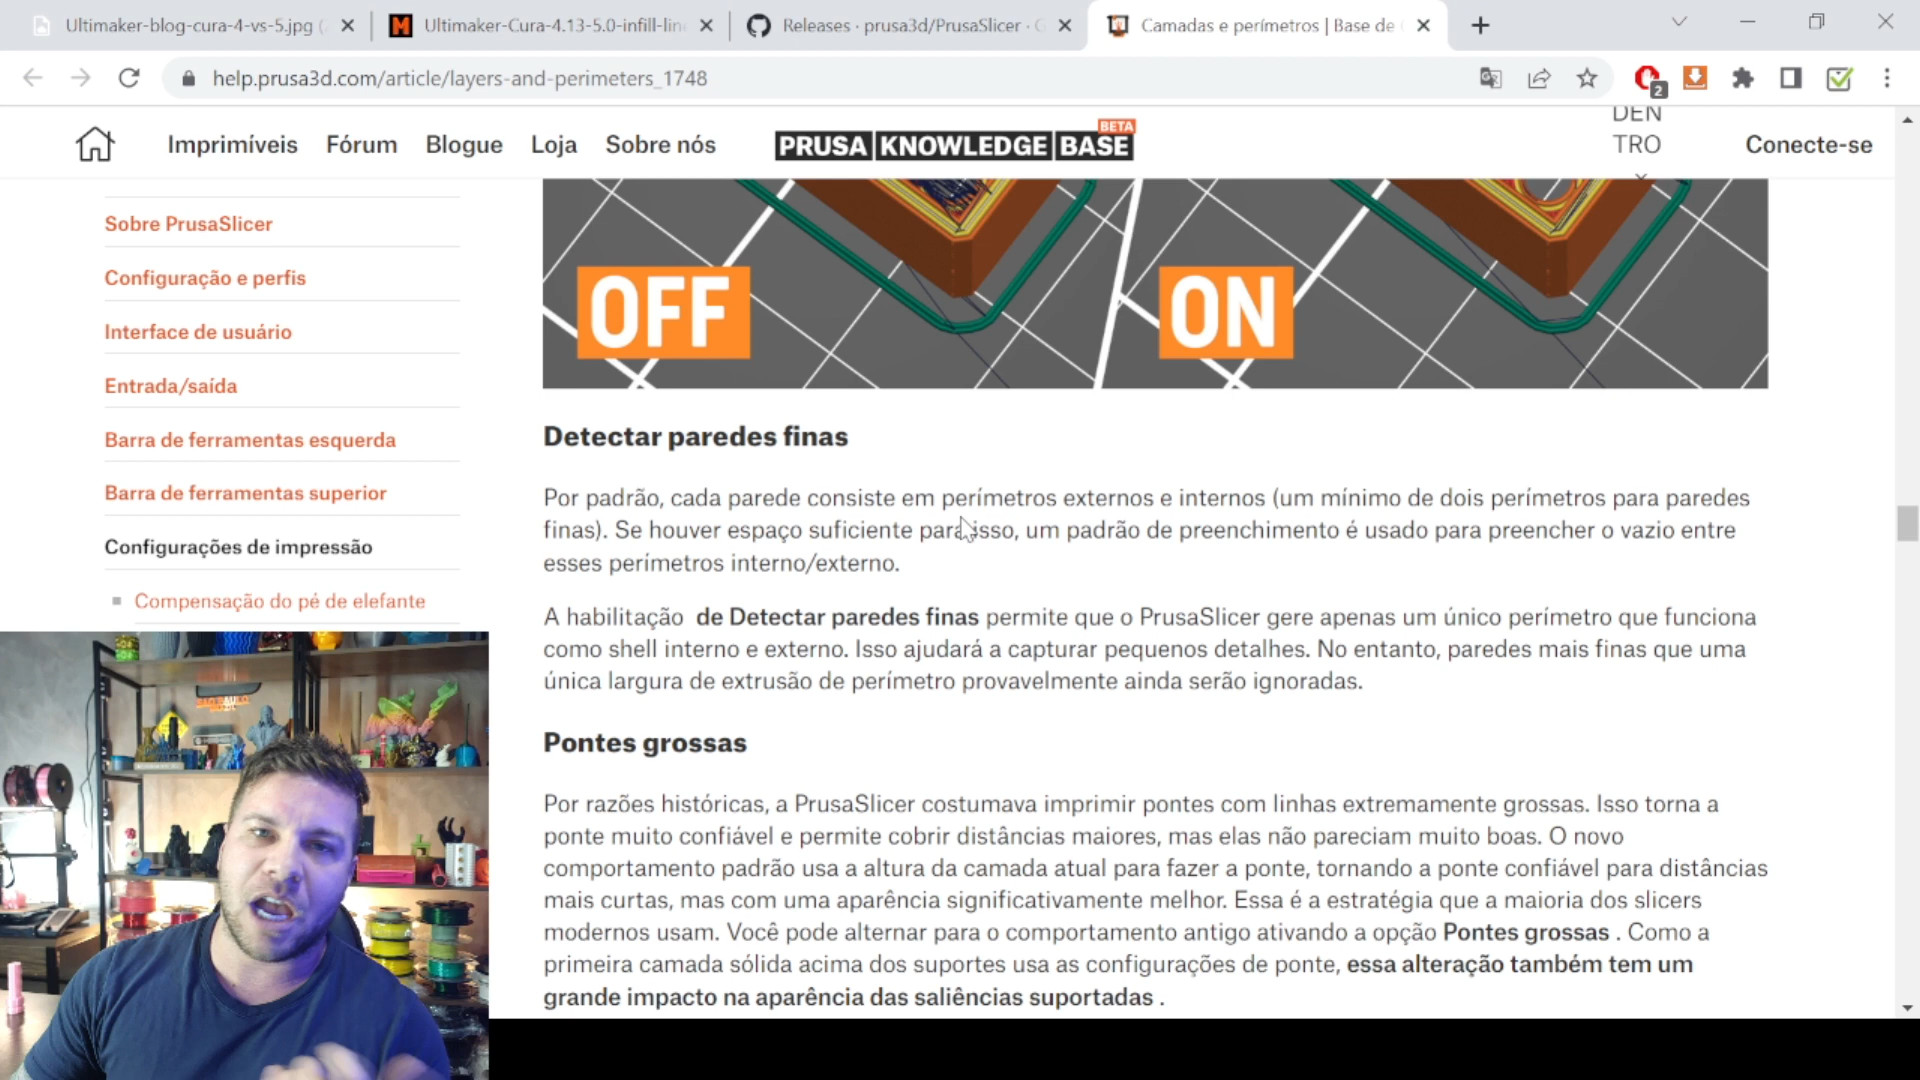 Ultimaker-blog-cura-4-vs-5.jpg (
Ultimaker-Cura-4.13-5.0-infill-line
Releases · prusa3d/PrusaSlicer · G
Camadas e perímetros | Base de
help.prusa3d.com/article/layers-and-perimeters_1748
2
Imprimíveis
Fórum
Blogue
Loja
Sobre nós
PRUSA KNOWLEDGE BASE
BETA
DEN
TRO
Conecte-se
Sobre PrusaSlicer
Configuração e perfis
Interface de usuário
Entrada/saída
Barra de ferramentas esquerda
Barra de ferramentas superior
Configurações de impressão
Compensação do pé de elefante
OFF
ON
Detectar paredes finas
Por padrão, cada parede consiste em perímetros externos e internos (um mínimo de dois perímetros para paredes
finas). Se houver espaço suficiente para isso, um padrão de preenchimento é usado para preencher o vazio entre
esses perímetros interno/externo.
A habilitação de Detectar paredes finas permite que o PrusaSlicer gere apenas um único perímetro que funciona
como shell interno e externo. Isso ajudará a capturar pequenos detalhes. No entanto, paredes mais finas que uma
única largura de extrusão de perímetro provavelmente ainda serão ignoradas.
Pontes grossas
Por razões históricas, a PrusaSlicer costumava imprimir pontes com linhas extremamente grossas. Isso torna a
ponte muito confiável e permite cobrir distâncias maiores, mas elas não pareciam muito boas. O novo
comportamento padrão usa a altura da camada atual para fazer a ponte, tornando a ponte confiável para distâncias
mais curtas, mas com uma aparência significativamente melhor. Essa é a estratégia que a maioria dos slicers
modernos usam. Você pode alternar para o comportamento antigo ativando a opção Pontes grossas . Como a
primeira camada sólida acima dos suportes usa as configurações de ponte, essa alteração também tem um
grande impacto na aparência das saliências suportadas .